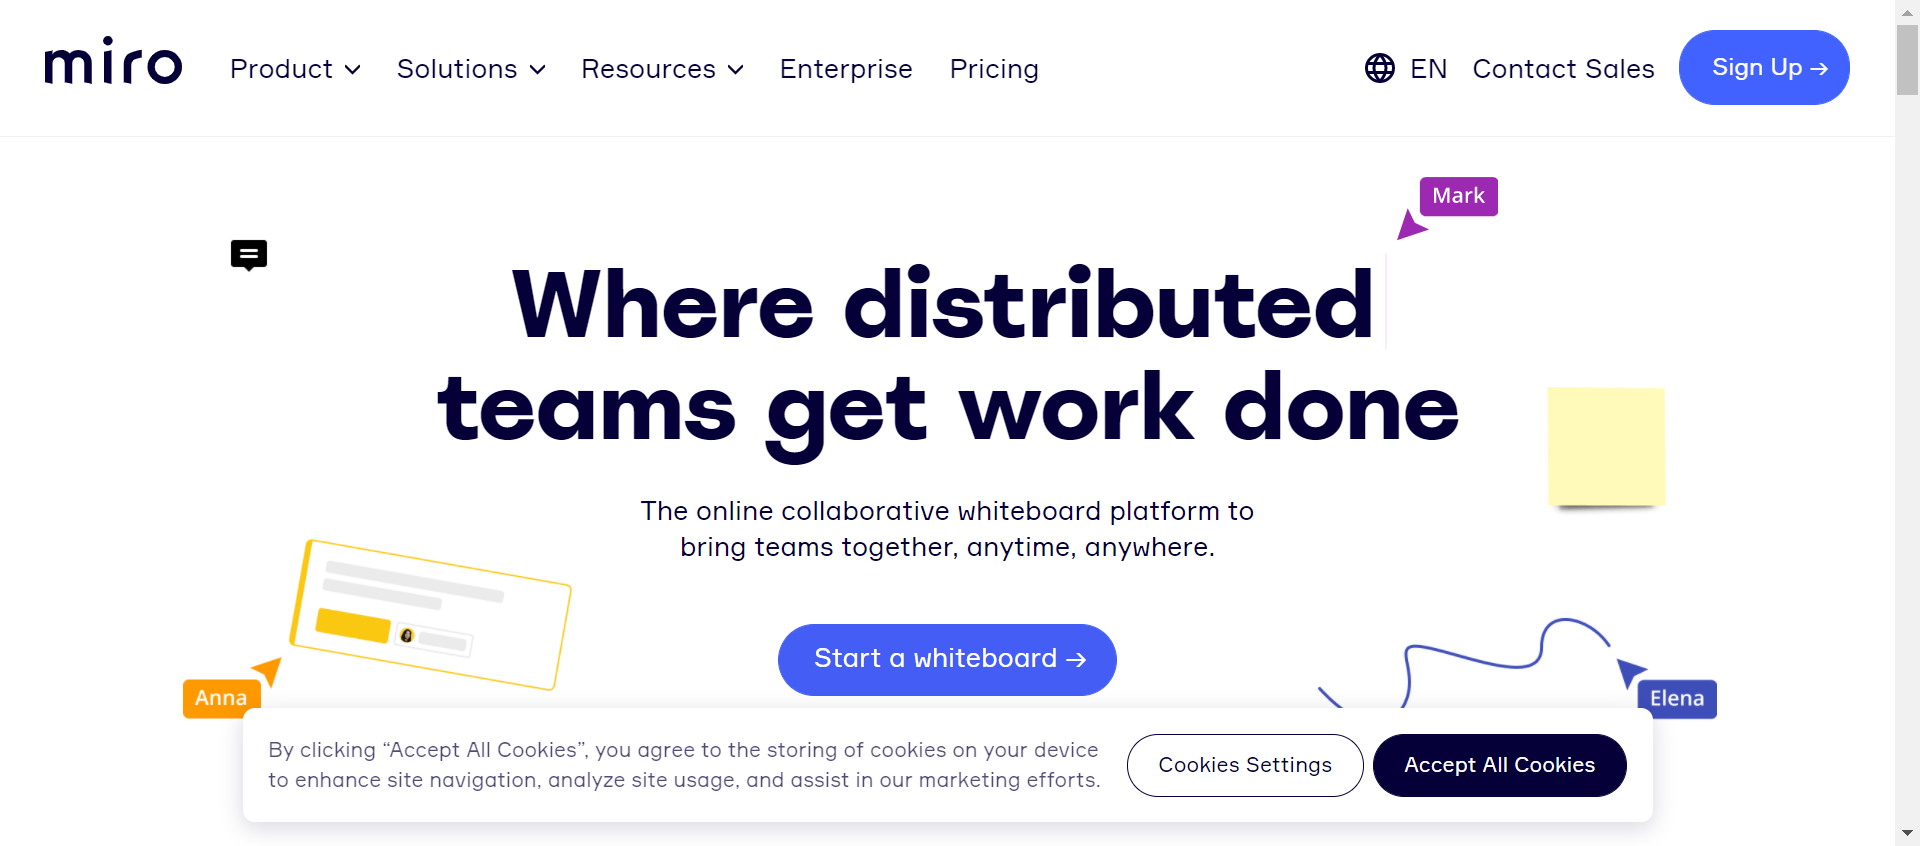 miro
Product
Solutions
Resources
Enterprise
Pricing
EN
Contact Sales
Sign Up →
Mark
Where distributed
teams get work done
The online collaborative whiteboard platform to
bring teams together, anytime, anywhere.
Start a whiteboard →
Anna
Elena
By clicking “Accept All Cookies”, you agree to the storing of cookies on your device
to enhance site navigation, analyze site usage, and assist in our marketing efforts.
Cookies Settings
Accept All Cookies